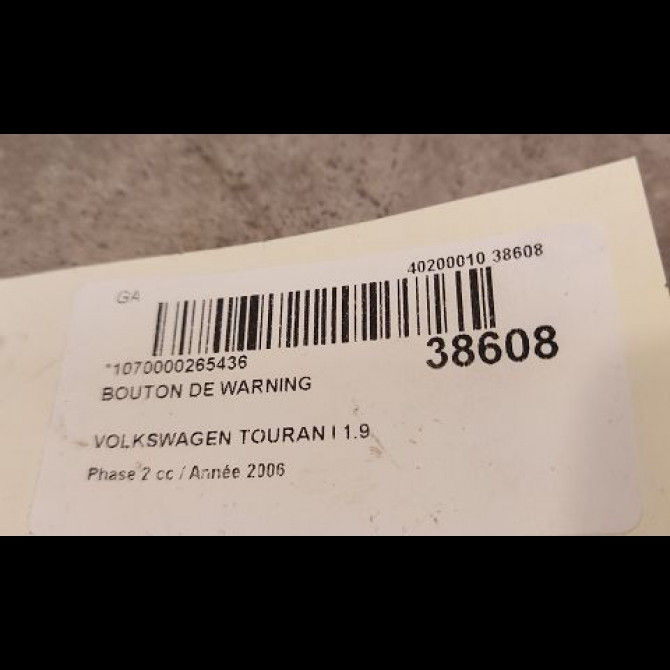 GA
40200010 38608
*1070000265436
38608
BOUTON DE WARNING
VOLKSWAGEN TOURAN I 1.9
Phase 2 cc / Année 2006